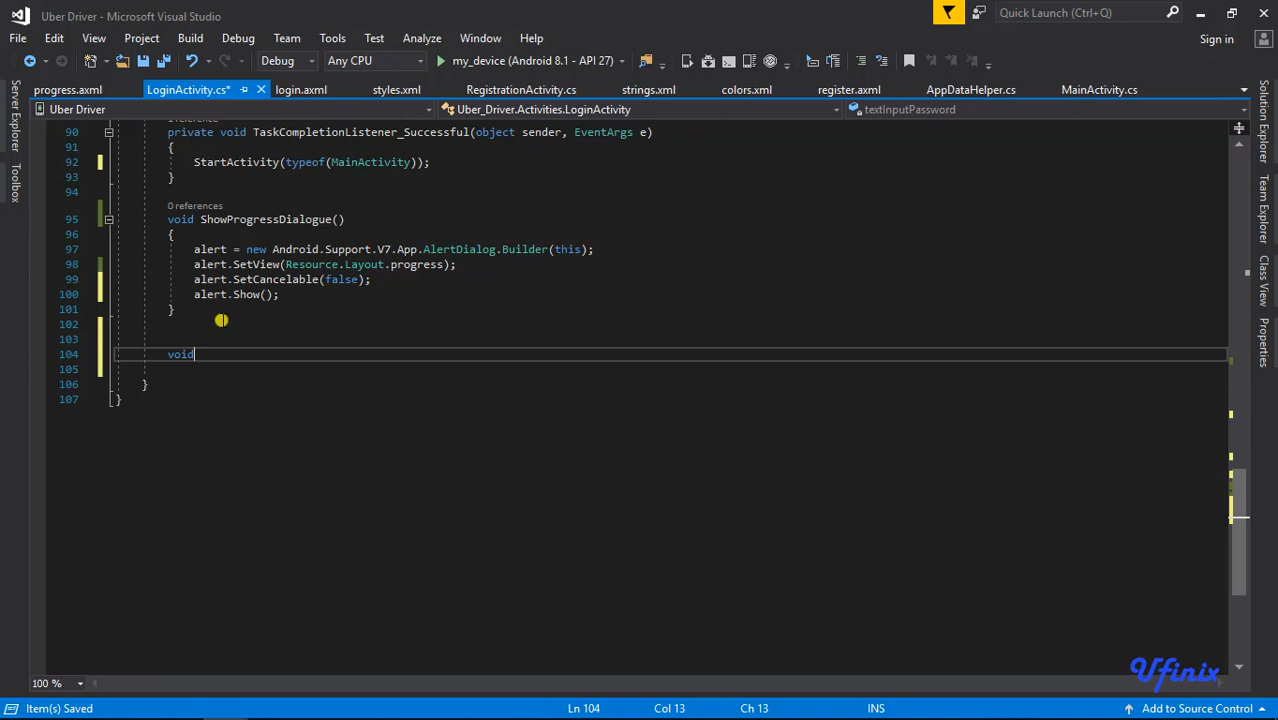 Uber Driver - Microsoft Visual Studio
Quick Launch (Ctrl+Q)
File Edit View Project Build Debug Team Tools Test Analyze Window Help
Sign in
Debug Any CPU my_device (Android 8.1 - API 27)
progress.axml LoginActivity.cs* login.axml styles.xml RegistrationActivity.cs strings.xml colors.xml register.axml AppDataHelper.cs MainActivity.cs
Uber Driver Uber_Driver.Activities.LoginActivity textInputPassword
Server Explorer
Toolbox
Solution Explorer
Team Explorer
Class View
Properties
90 private void TaskCompletionListener_Successful(object sender, EventArgs e)
91 {
92 StartActivity(typeof(MainActivity));
93 }
94
0 references
95 void ShowProgressDialogue()
96 {
97 alert = new Android.Support.V7.App.AlertDialog.Builder(this);
98 alert.SetView(Resource.Layout.progress);
99 alert.SetCancelable(false);
100 alert.Show();
101 }
102
103
104 void
105
106 }
107 }
Ufinix
100 %
Item(s) Saved Ln 104 Col 13 Ch 13 INS Add to Source Control